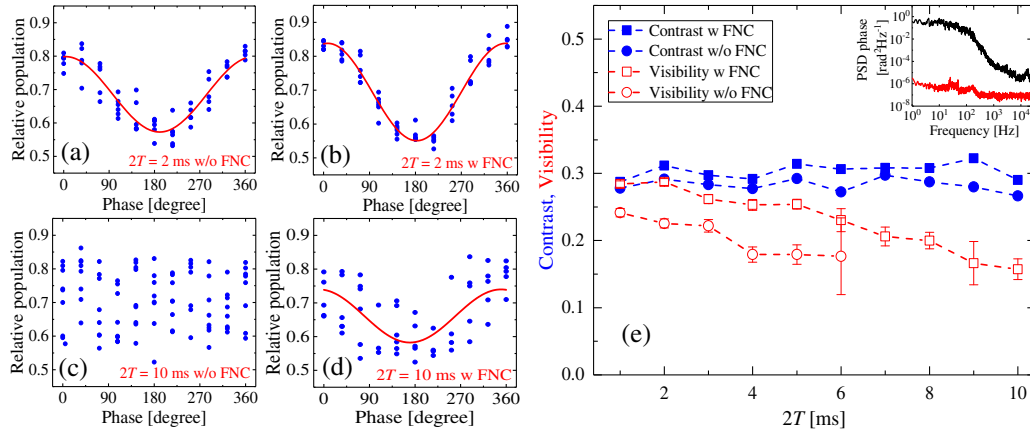 0.9
0.8
0.7
0.6
0.5
Relative population
(a)
2T = 2 ms w/o FNC
0 90 180 270 360
Phase [degree]
0.9
0.8
0.7
0.6
0.5
Relative population
(b)
2T = 2 ms w FNC
0 90 180 270 360
Phase [degree]
0.9
0.8
0.7
0.6
0.5
Relative population
(c)
2T = 10 ms w/o FNC
0 90 180 270 360
Phase [degree]
0.9
0.8
0.7
0.6
0.5
Relative population
(d)
2T = 10 ms w FNC
0 90 180 270 360
Phase [degree]
0.5
0.4
0.3
0.2
0.1
0.0
Contrast, Visibility
Contrast w FNC
Contrast w/o FNC
Visibility w FNC
Visibility w/o FNC
PSD phase
[rad²Hz⁻¹]
10⁰
10⁻²
10⁻⁴
10⁻⁶
10⁻⁸
10⁰ 10² 10⁴
Frequency [Hz]
(e)
2 4 6 8 10
2T [ms]